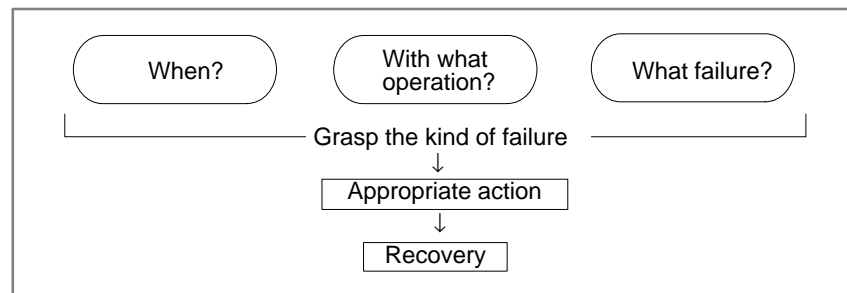 When?
With what
operation?
What failure?
Grasp the kind of failure
↓
Appropriate action
↓
Recovery